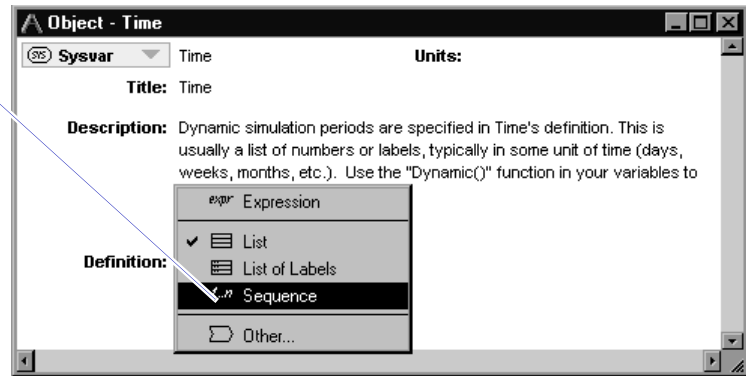 Object - Time
sys Sysvar Time Units:
Title: Time
Description: Dynamic simulation periods are specified in Time's definition. This is
usually a list of numbers or labels, typically in some unit of time (days,
weeks, months, etc.). Use the "Dynamic()" function in your variables to
expr Expression
List
Definition:
List of Labels
Sequence
Other...